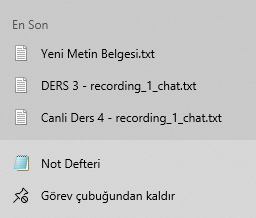 En Son
Yeni Metin Belgesi.txt
DERS 3 - recording_1_chat.txt
Canli Ders 4 - recording_1_chat.txt
Not Defteri
Görev çubuğundan kaldır